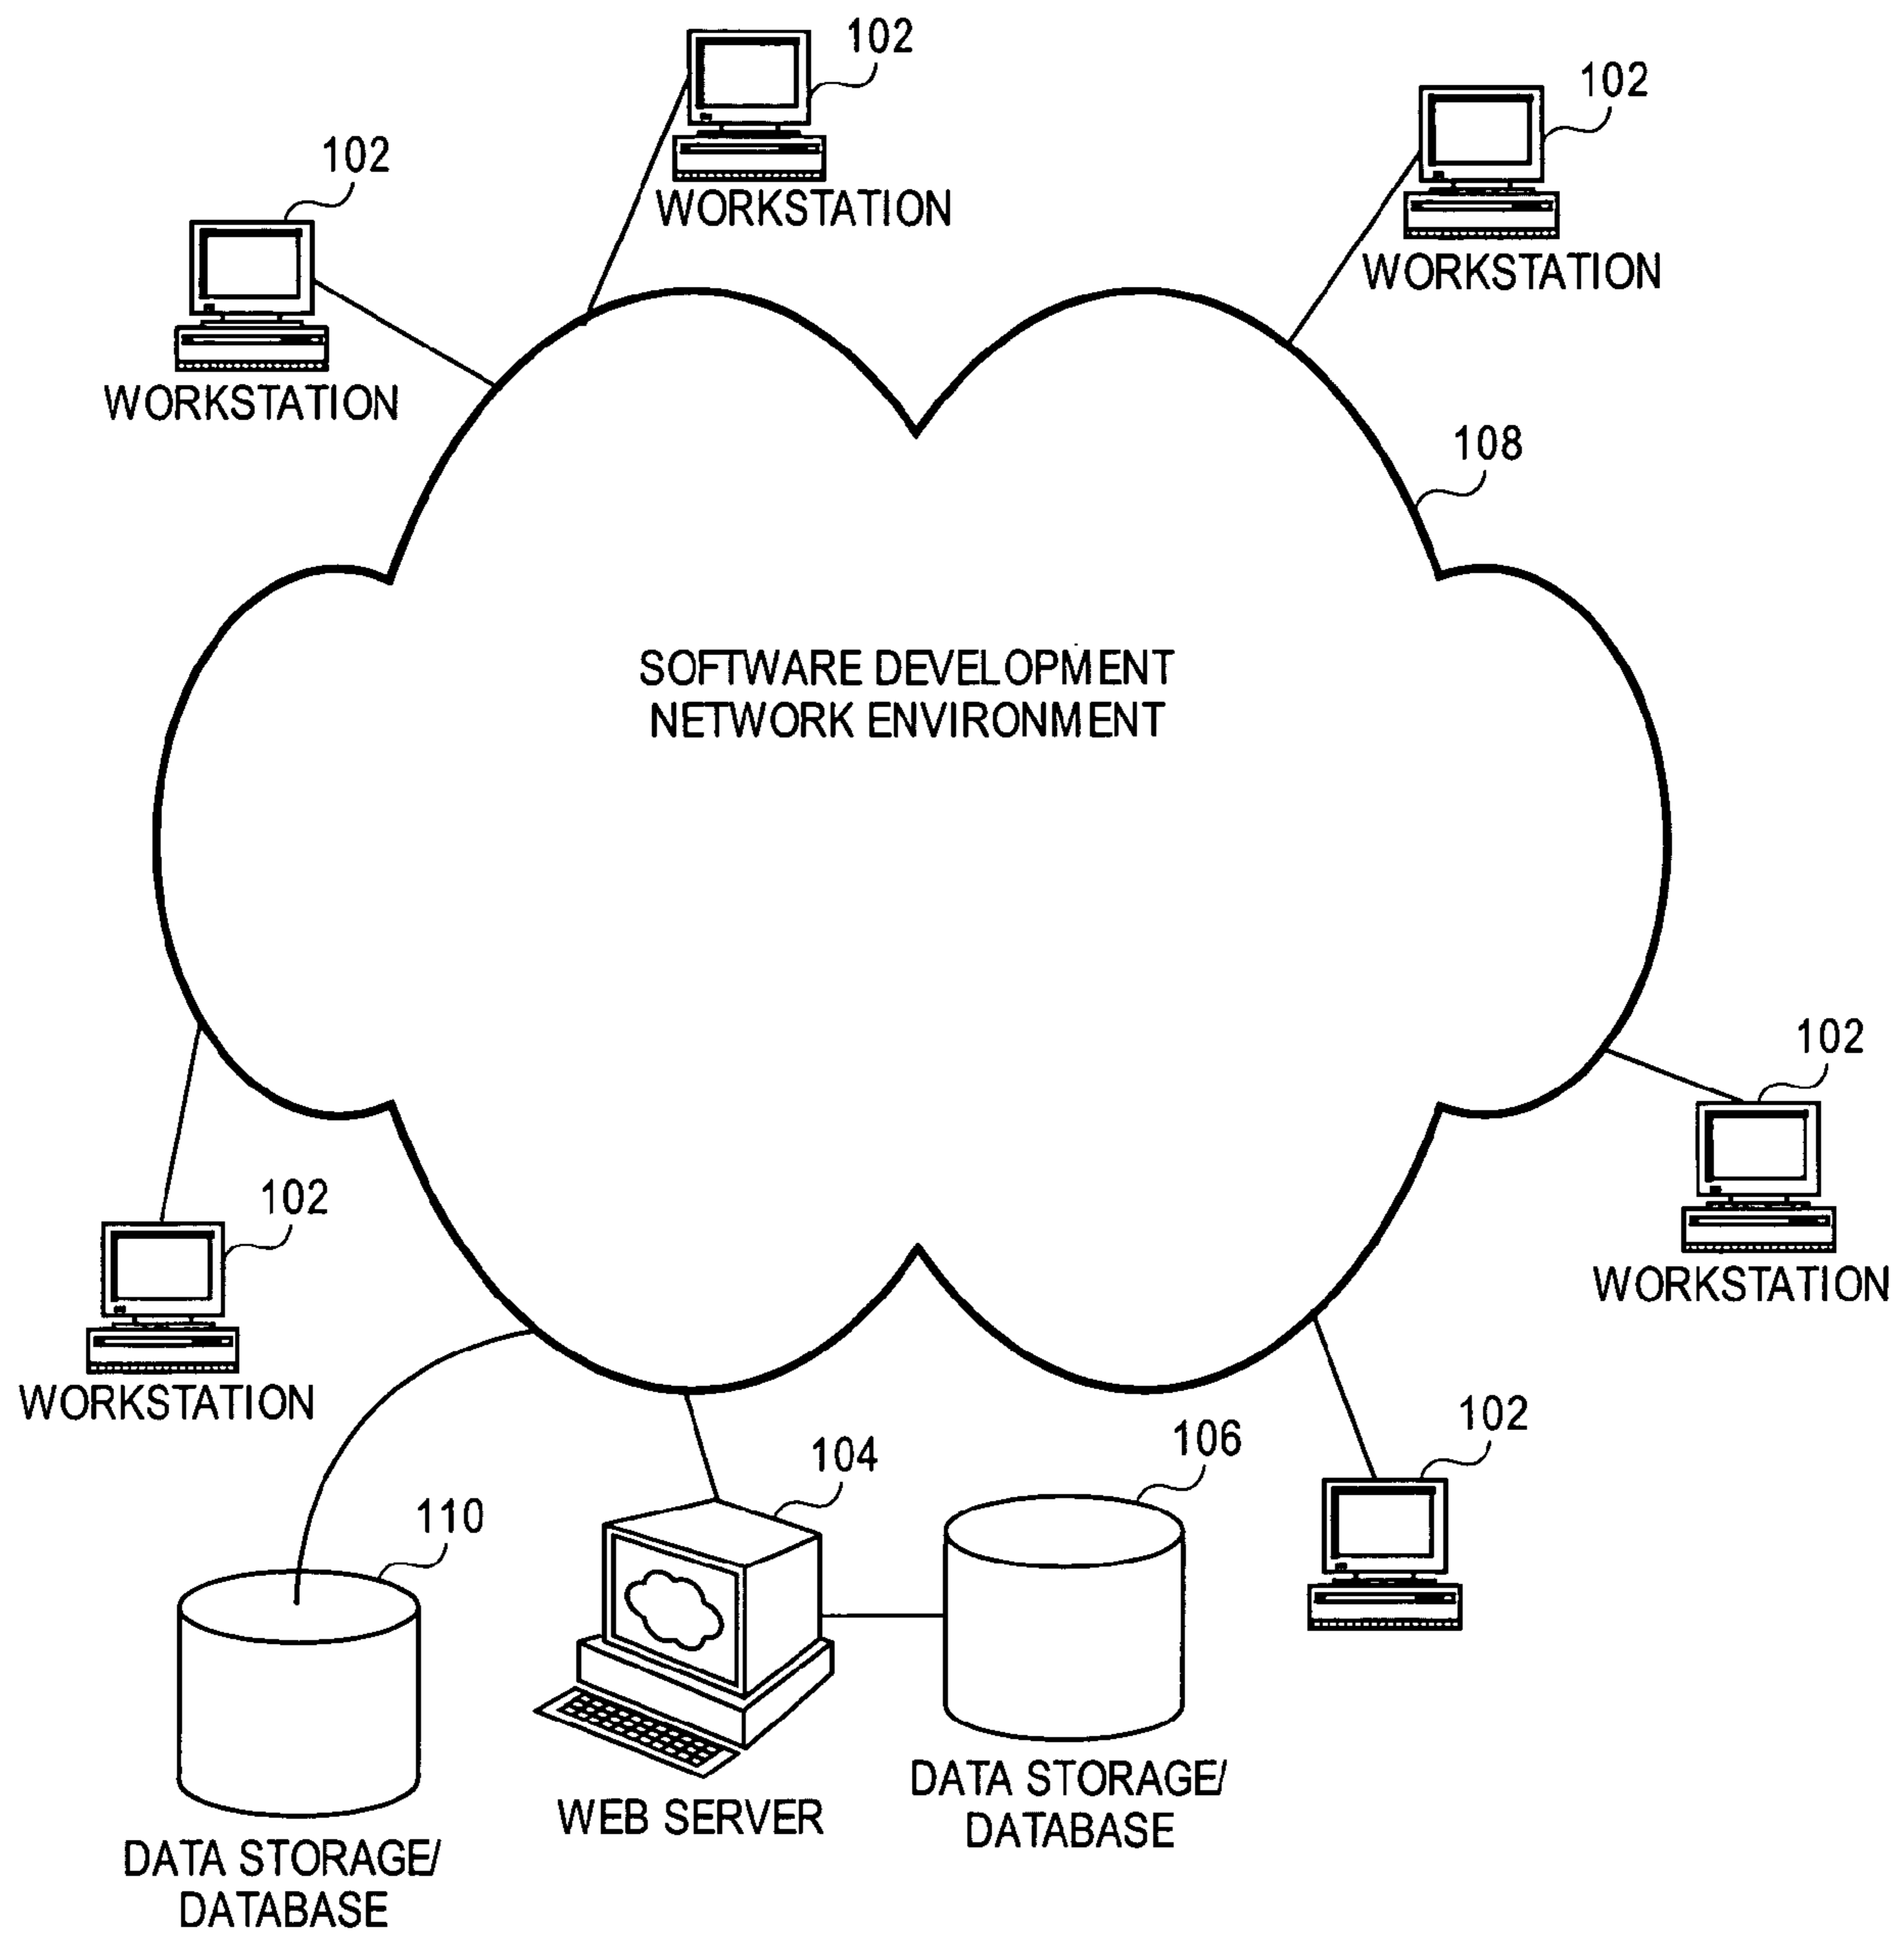 102
WORKSTATION
102
WORKSTATION
102
WORKSTATION
108
SOFTWARE DEVELOPMENT
NETWORK ENVIRONMENT
102
WORKSTATION
102
WORKSTATION
102
104
106
110
WEB SERVER
DATA STORAGE/
DATABASE
DATA STORAGE/
DATABASE